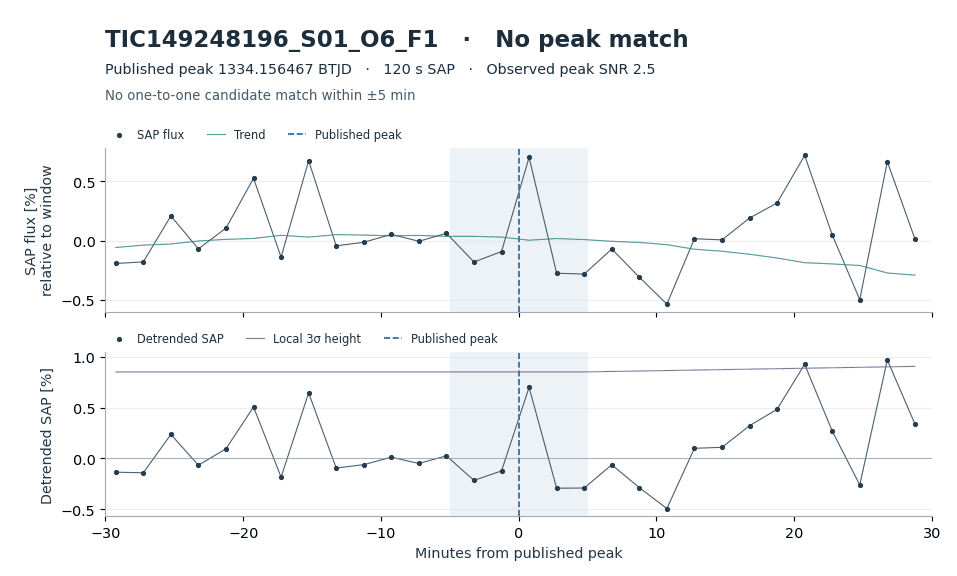 TIC149248196_S01_O6_F1 · No peak match
Published peak 1334.156467 BTJD · 120 s SAP · Observed peak SNR 2.5
No one-to-one candidate match within ±5 min
SAP flux Trend Published peak
SAP flux [%]
relative to window
0.5
0.0
−0.5
Detrended SAP Local 3σ height Published peak
Detrended SAP [%]
1.0
0.5
0.0
−0.5
−30 −20 −10 0 10 20 30
Minutes from published peak